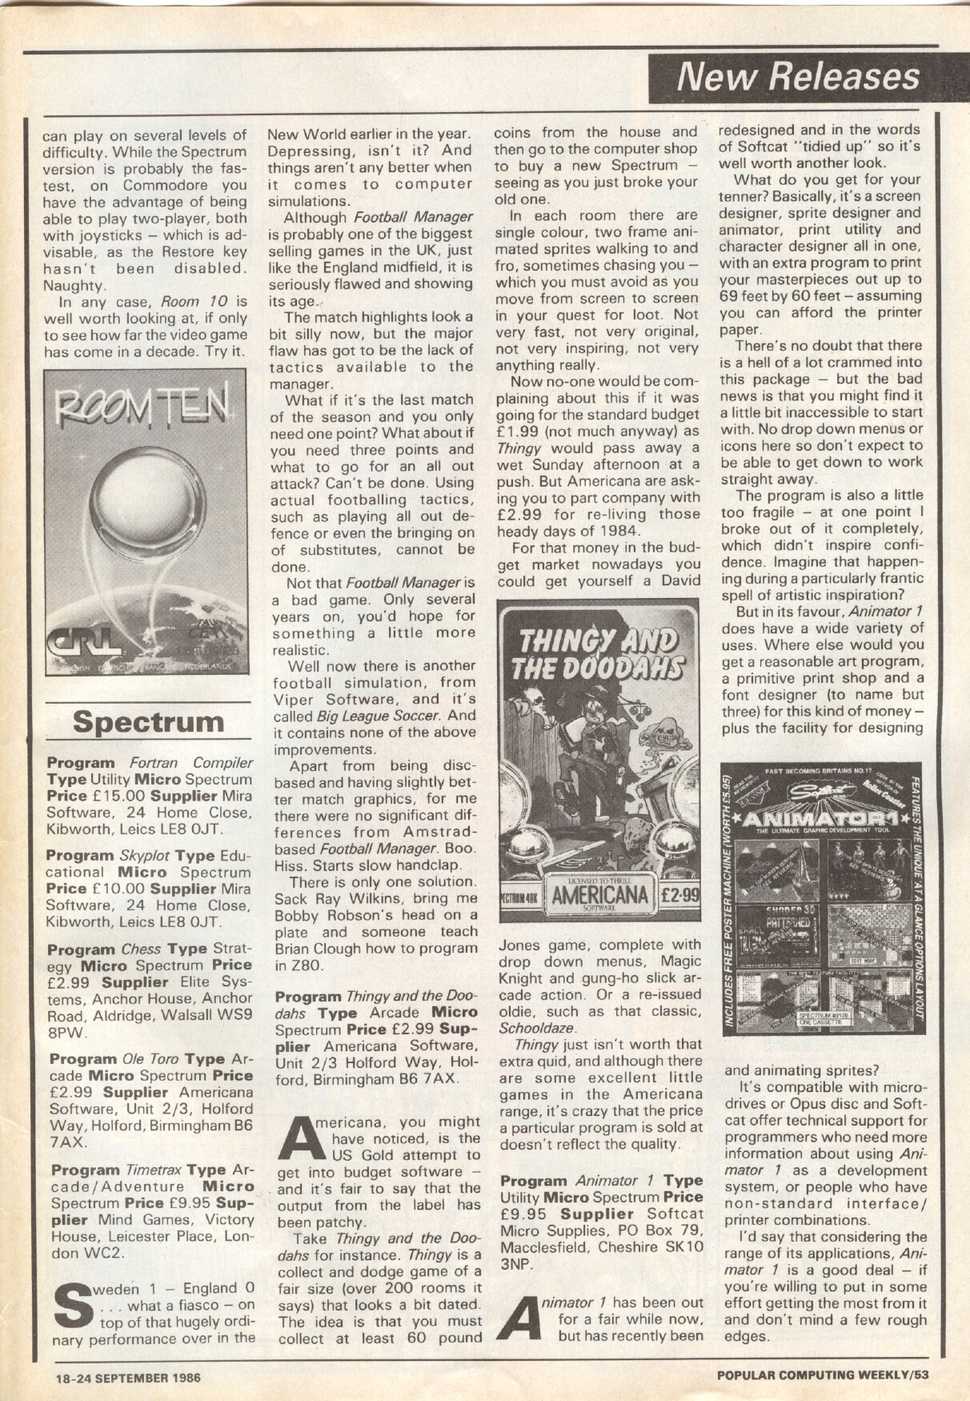 New Releases
can play on several levels of
difficulty. While the Spectrum
version is probably the fas-
test, on Commodore you
have the advantage of being
able to play two-player, both
with joysticks – which is ad-
visable, as the Restore key
hasn't been disabled.
Naughty.
In any case, Room 10 is
well worth looking at, if only
to see how far the video game
has come in a decade. Try it.
ROOM TEN
CRL
Spectrum
Program Fortran Compiler
Type Utility Micro Spectrum
Price £15.00 Supplier Mira
Software, 24 Home Close,
Kibworth, Leics LE8 0JT.
Program Skyplot Type Edu-
cational Micro Spectrum
Price £10.00 Supplier Mira
Software, 24 Home Close,
Kibworth, Leics LE8 0JT.
Program Chess Type Strat-
egy Micro Spectrum Price
£2.99 Supplier Elite Sys-
tems, Anchor House, Anchor
Road, Aldridge, Walsall WS9
8PW.
Program Ole Toro Type Ar-
cade Micro Spectrum Price
£2.99 Supplier Americana
Software, Unit 2/3, Holford
Way, Holford, Birmingham B6
7AX.
Program Timetrax Type Ar-
cade/Adventure Micro
Spectrum Price £9.95 Sup-
plier Mind Games, Victory
House, Leicester Place, Lon-
don WC2.
Sweden 1 – England 0
. . . what a fiasco – on
top of that hugely ordi-
nary performance over in the
New World earlier in the year.
Depressing, isn't it? And
things aren't any better when
it comes to computer
simulations.
Although Football Manager
is probably one of the biggest
selling games in the UK, just
like the England midfield, it is
seriously flawed and showing
its age.
The match highlights look a
bit silly now, but the major
flaw has got to be the lack of
tactics available to the
manager.
What if it's the last match
of the season and you only
need one point? What about if
you need three points and
what to go for an all out
attack? Can't be done. Using
actual footballing tactics,
such as playing all out de-
fence or even the bringing on
of substitutes, cannot be
done.
Not that Football Manager is
a bad game. Only several
years on, you'd hope for
something a little more
realistic.
Well now there is another
football simulation, from
Viper Software, and it's
called Big League Soccer. And
it contains none of the above
improvements.
Apart from being disc-
based and having slightly bet-
ter match graphics, for me
there were no significant dif-
ferences from Amstrad-
based Football Manager. Boo.
Hiss. Starts slow handclap.
There is only one solution.
Sack Ray Wilkins, bring me
Bobby Robson's head on a
plate and someone teach
Brian Clough how to program
in Z80.
Program Thingy and the Doo-
dahs Type Arcade Micro
Spectrum Price £2.99 Sup-
plier Americana Software,
Unit 2/3 Holford Way, Hol-
ford, Birmingham B6 7AX.
Americana, you might
have noticed, is the
US Gold attempt to
get into budget software –
and it's fair to say that the
output from the label has
been patchy.
Take Thingy and the Doo-
dahs for instance. Thingy is a
collect and dodge game of a
fair size (over 200 rooms it
says) that looks a bit dated.
The idea is that you must
collect at least 60 pound
coins from the house and
then go to the computer shop
to buy a new Spectrum –
seeing as you just broke your
old one.
In each room there are
single colour, two frame ani-
mated sprites walking to and
fro, sometimes chasing you –
which you must avoid as you
move from screen to screen
in your quest for loot. Not
very fast, not very original,
not very inspiring, not very
anything really.
Now no-one would be com-
plaining about this if it was
going for the standard budget
£1.99 (not much anyway) as
Thingy would pass away a
wet Sunday afternoon at a
push. But Americana are ask-
ing you to part company with
£2.99 for re-living those
heady days of 1984.
For that money in the bud-
get market nowadays you
could get yourself a David
THINGY AND
THE DOODAHS
SPECTRUM 48K
LICENSED TO THRILL
AMERICANA
SOFTWARE
£2·99
Jones game, complete with
drop down menus, Magic
Knight and gung-ho slick ar-
cade action. Or a re-issued
oldie, such as that classic,
Schooldaze.
Thingy just isn't worth that
extra quid, and although there
are some excellent little
games in the Americana
range, it's crazy that the price
a particular program is sold at
doesn't reflect the quality.
Program Animator 1 Type
Utility Micro Spectrum Price
£9.95 Supplier Softcat
Micro Supplies, PO Box 79,
Macclesfield, Cheshire SK10
3NP.
Animator 1 has been out
for a fair while now,
but has recently been
redesigned and in the words
of Softcat "tidied up" so it's
well worth another look.
What do you get for your
tenner? Basically, it's a screen
designer, sprite designer and
animator, print utility and
character designer all in one,
with an extra program to print
your masterpieces out up to
69 feet by 60 feet – assuming
you can afford the printer
paper.
There's no doubt that there
is a hell of a lot crammed into
this package – but the bad
news is that you might find it
a little bit inaccessible to start
with. No drop down menus or
icons here so don't expect to
be able to get down to work
straight away.
The program is also a little
too fragile – at one point I
broke out of it completely,
which didn't inspire confi-
dence. Imagine that happen-
ing during a particularly frantic
spell of artistic inspiration?
But in its favour, Animator 1
does have a wide variety of
uses. Where else would you
get a reasonable art program,
a primitive print shop and a
font designer (to name but
three) for this kind of money –
plus the facility for designing
FAST BECOMING BRITAINS NO.1?
Softcat
★ANIMATOR1★
THE ULTIMATE GRAPHIC DEVELOPMENT TOOL
INCLUDES FREE POSTER MACHINE (WORTH £5.95)
FEATURES THE UNIQUE 'AT A GLANCE' OPTIONS LAYOUT
ONE CASSETTE
and animating sprites?
It's compatible with micro-
drives or Opus disc and Soft-
cat offer technical support for
programmers who need more
information about using Ani-
mator 1 as a development
system, or people who have
non-standard interface/
printer combinations.
I'd say that considering the
range of its applications, Ani-
mator 1 is a good deal – if
you're willing to put in some
effort getting the most from it
and don't mind a few rough
edges.
18-24 SEPTEMBER 1986
POPULAR COMPUTING WEEKLY/53